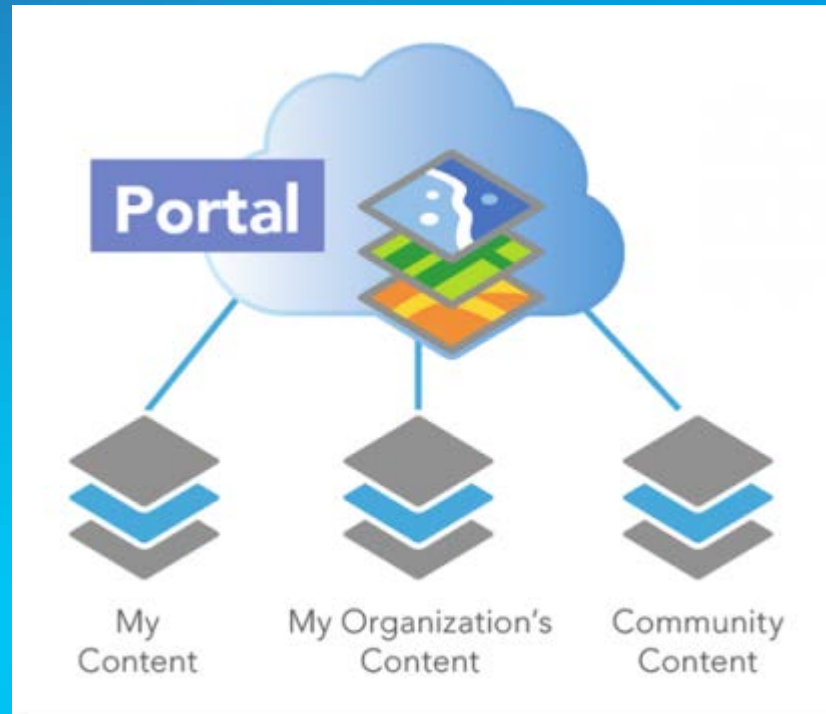 Portal
My
Content
My Organization's
Content
Community
Content